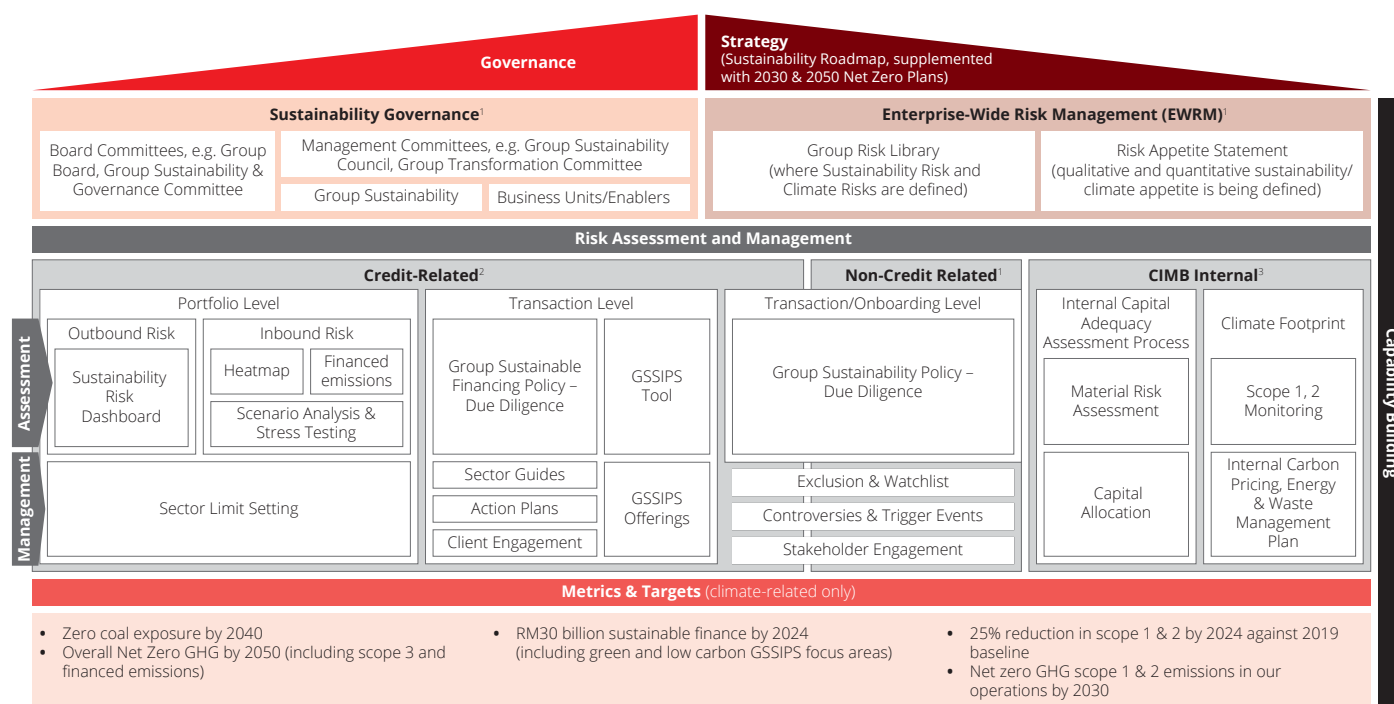 Governance
Strategy
(Sustainability Roadmap, supplemented
with 2030 & 2050 Net Zero Plans)
Sustainability Governance1
Board Committees, e.g. Group
Board, Group Sustainability &
Governance Committee
Management Committees, e.g. Group Sustainability
Council, Group Transformation Committee
Group Sustainability
Business Units/Enablers
Enterprise-Wide Risk Management (EWRM)1
Group Risk Library
(where Sustainability Risk and
Climate Risks are defined)
Risk Appetite Statement
(qualitative and quantitative sustainability/
climate appetite is being defined)
Risk Assessment and Management
Assessment
Management
Credit-Related2
Portfolio Level
Outbound Risk
Sustainability
Risk
Dashboard
Inbound Risk
Heatmap
Financed
emissions
Scenario Analysis &
Stress Testing
Sector Limit Setting
Transaction Level
Group Sustainable
Financing Policy –
Due Diligence
GSSIPS
Tool
Sector Guides
Action Plans
Client Engagement
GSSIPS
Offerings
Non-Credit Related1
Transaction/Onboarding Level
Group Sustainability Policy –
Due Diligence
Exclusion & Watchlist
Controversies & Trigger Events
Stakeholder Engagement
CIMB Internal3
Internal Capital
Adequacy
Assessment Process
Material Risk
Assessment
Capital
Allocation
Climate Footprint
Scope 1, 2
Monitoring
Internal Carbon
Pricing, Energy
& Waste
Management
Plan
Capability Building
Metrics & Targets (climate-related only)
• Zero coal exposure by 2040
• Overall Net Zero GHG by 2050 (including scope 3 and
financed emissions)
• RM30 billion sustainable finance by 2024
(including green and low carbon GSSIPS focus areas)
• 25% reduction in scope 1 & 2 by 2024 against 2019
baseline
• Net zero GHG scope 1 & 2 emissions in our
operations by 2030